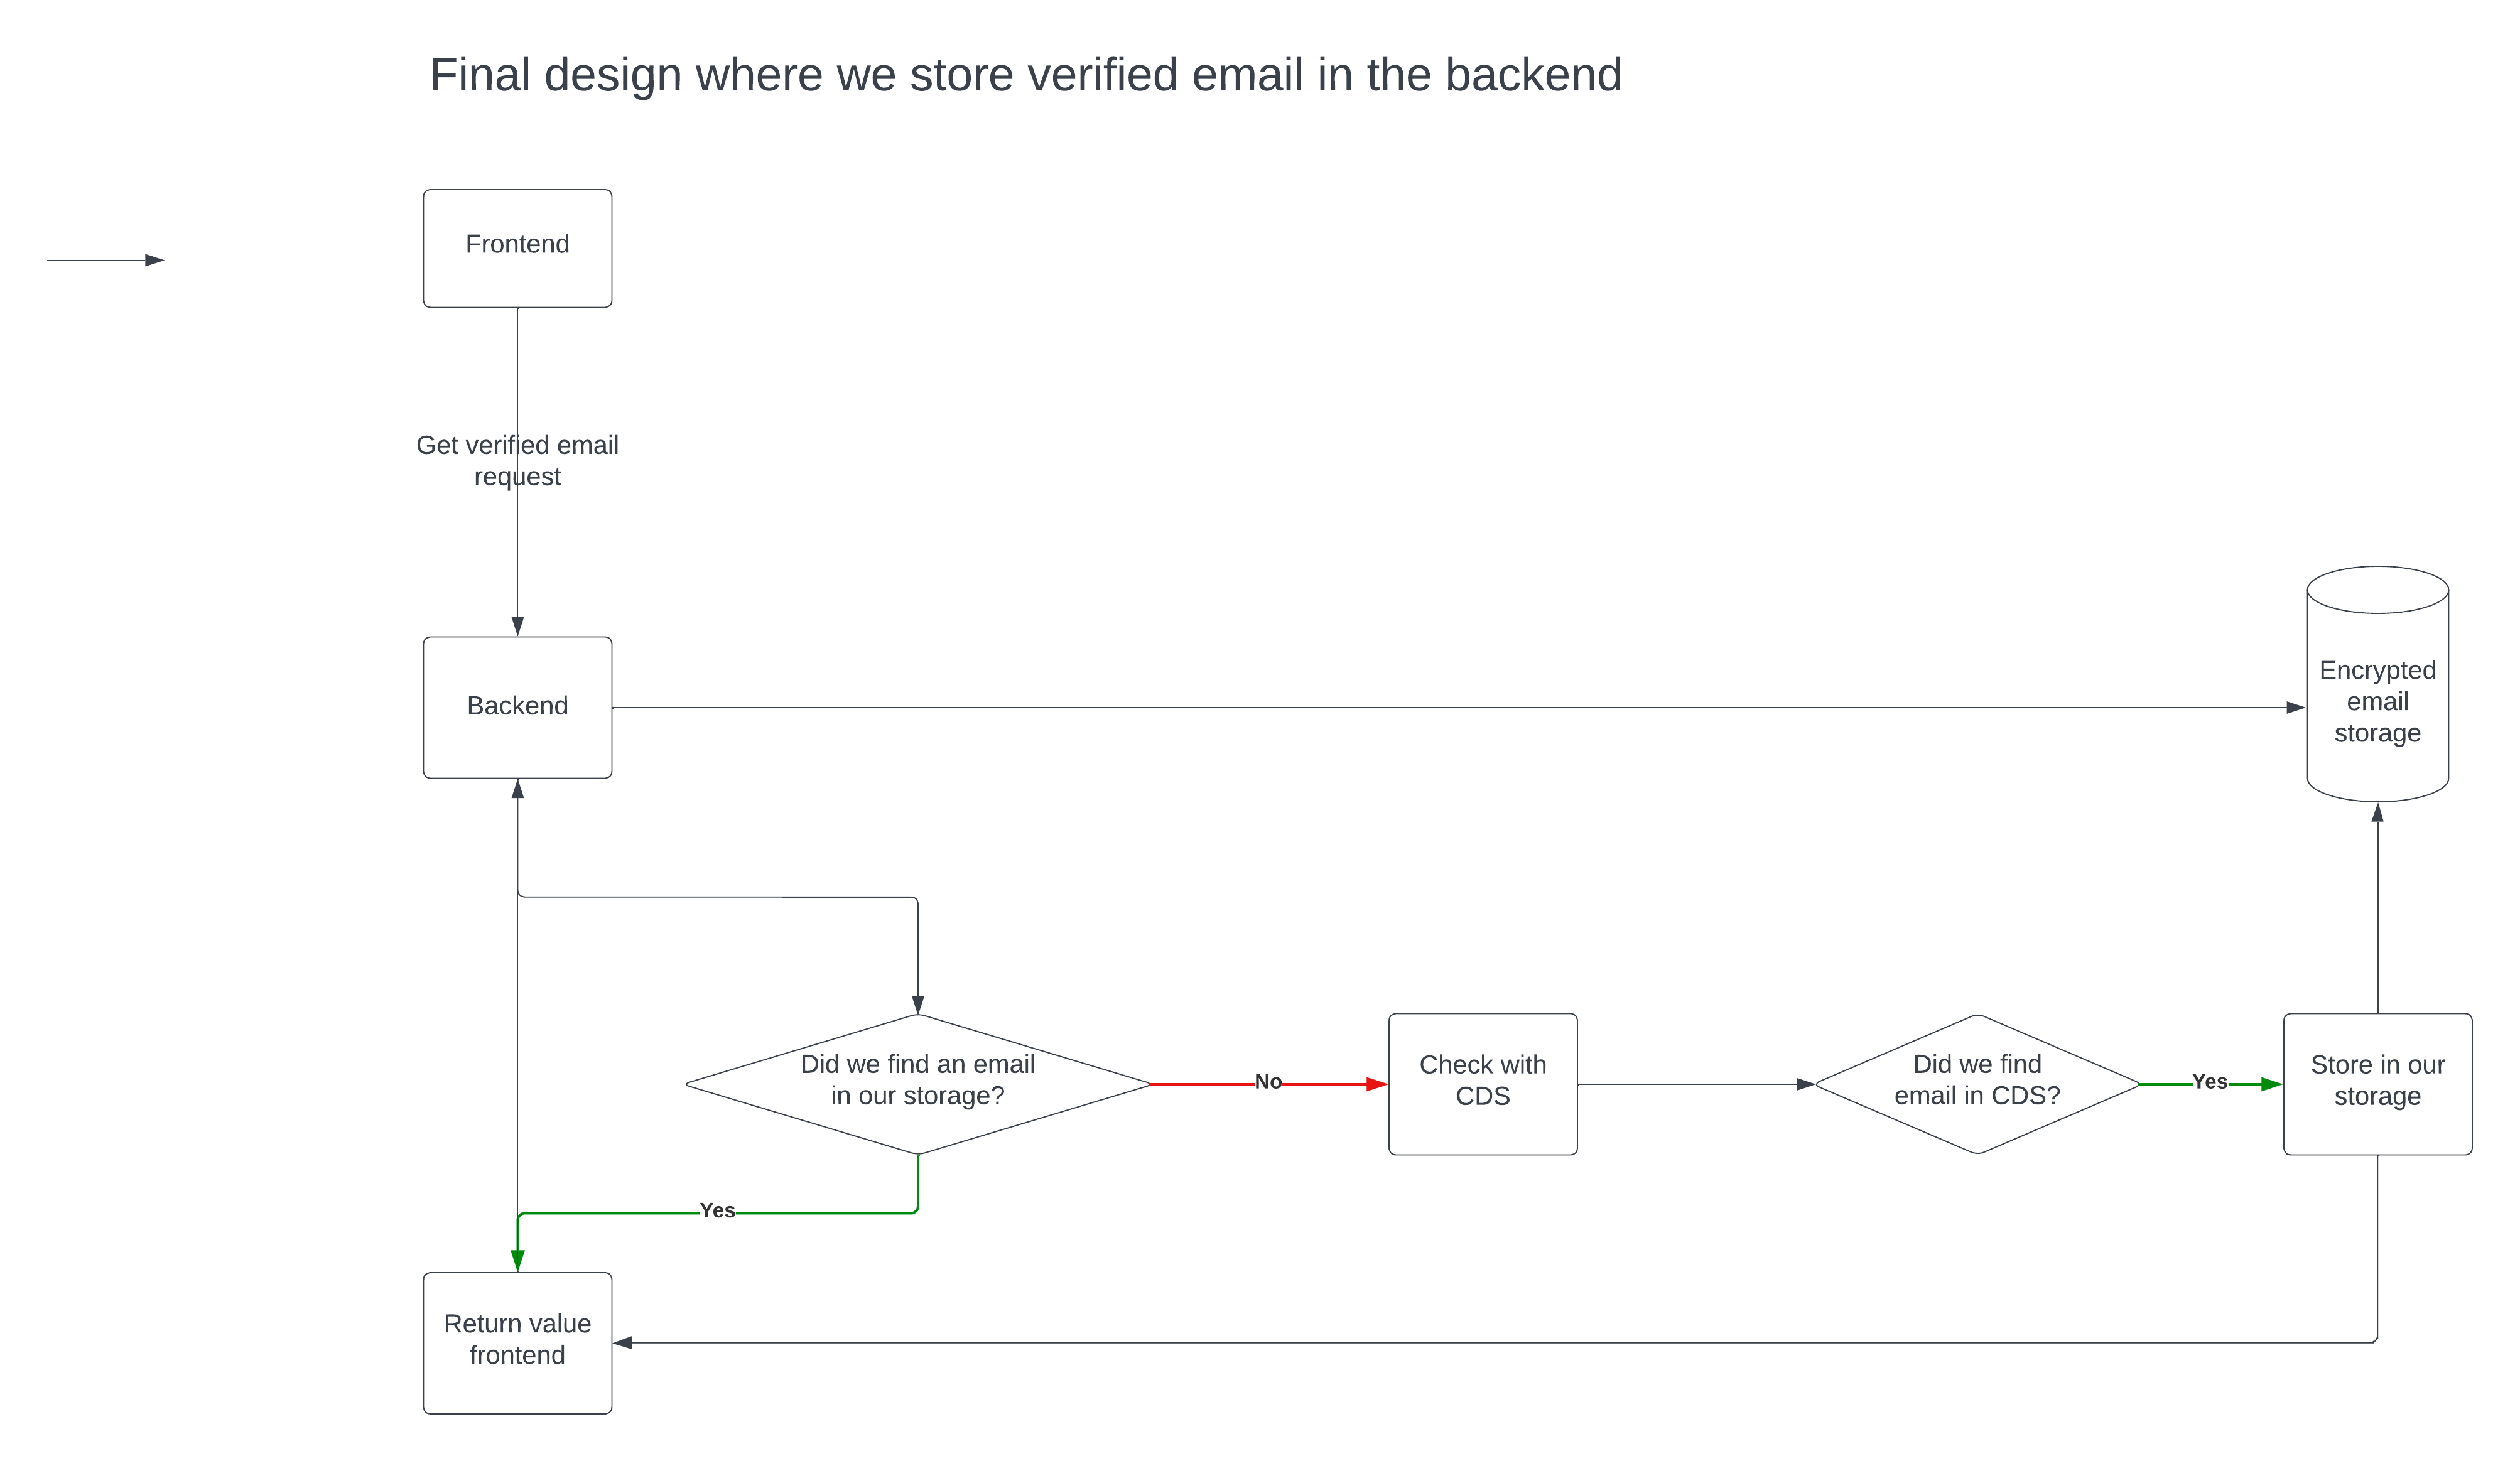 Final design where we store verified email in the backend
Frontend
Get verified email
request
Backend
Encrypted
email
storage
Did we find an email
in our storage?
No
Check with
CDS
Did we find
email in CDS?
Yes
Store in our
storage
Yes
Return value
frontend